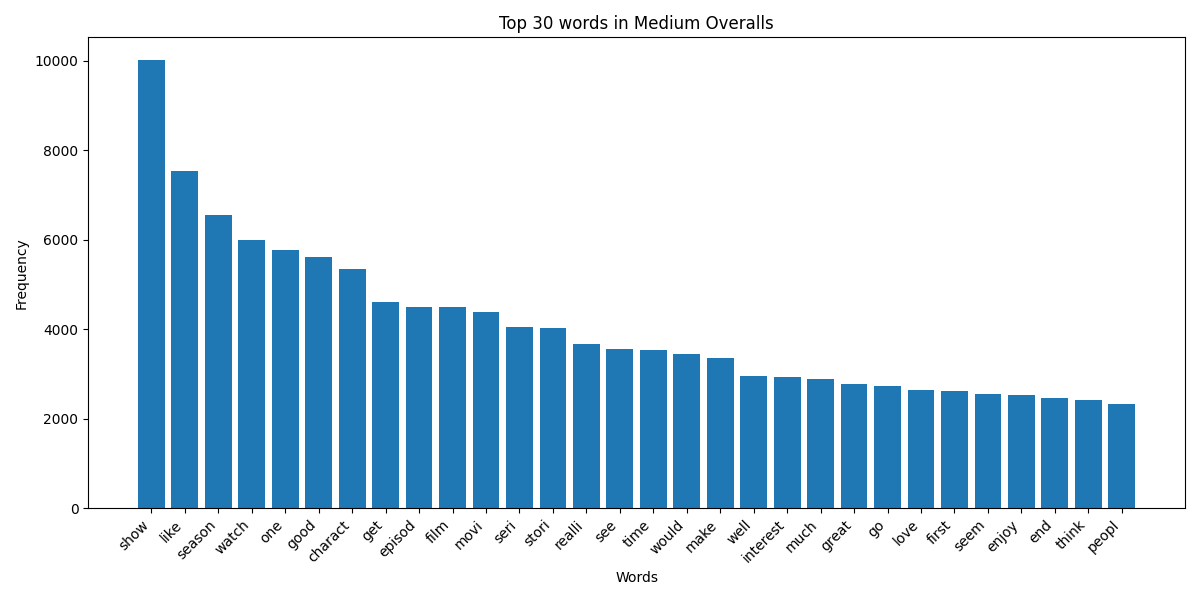 Top 30 words in Medium Overalls
Frequency
10000
8000
6000
4000
2000
0
show
like
season
watch
one
good
charact
get
episod
film
movi
seri
stori
realli
see
time
would
make
well
interest
much
great
go
love
first
seem
enjoy
end
think
peopl
Words